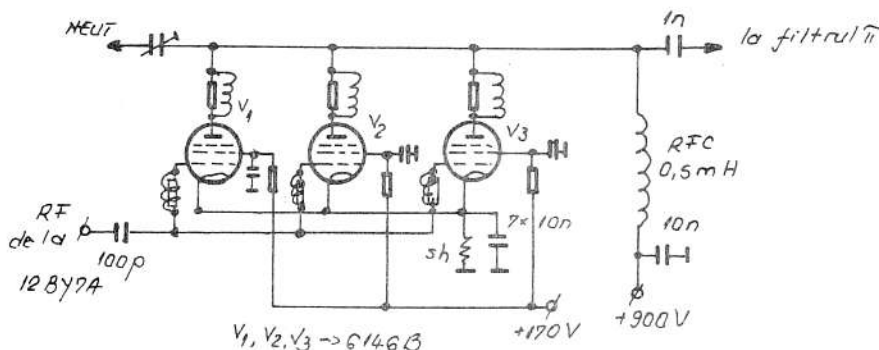 NEUT
1n
la filtrul π
V1
V2
V3
RFC
0,5mH
RF
de la
12BY7A
100p
7×10n
sh
10n
+170V
+900V
V1, V2, V3 → 6146B